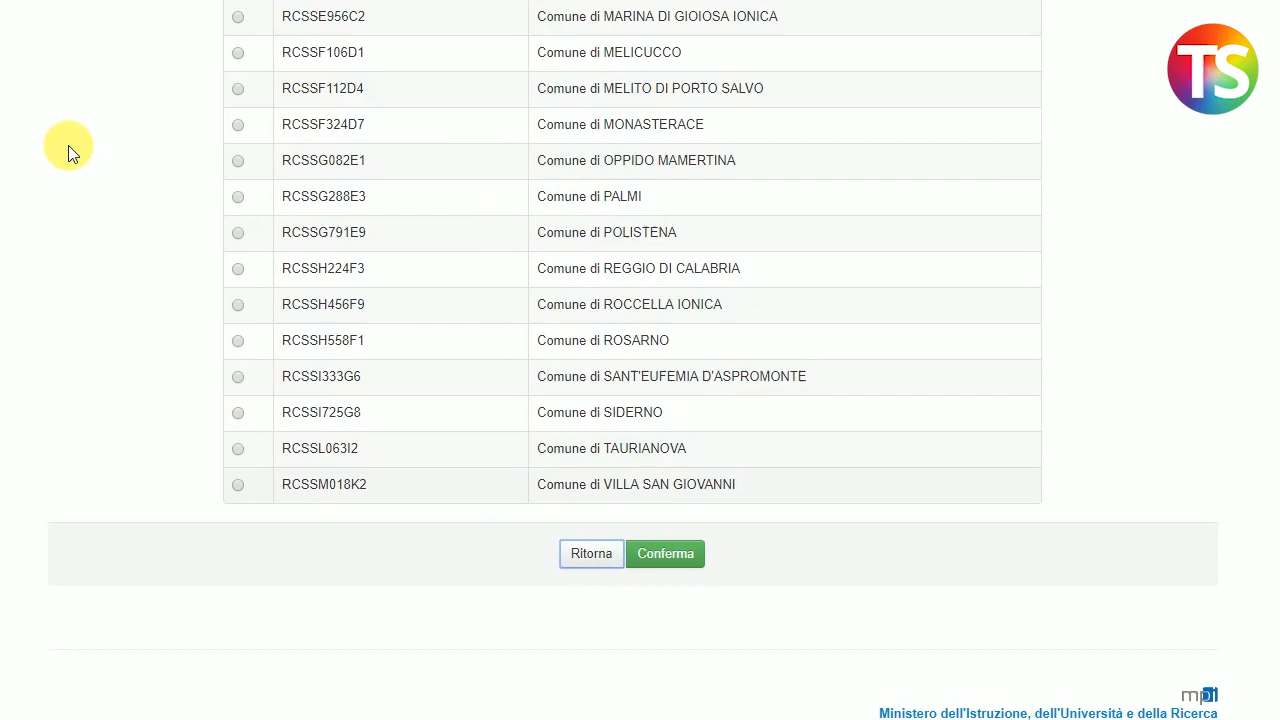 RCSSE956C2 Comune di MARINA DI GIOIOSA IONICA
RCSSF106D1 Comune di MELICUCCO
RCSSF112D4 Comune di MELITO DI PORTO SALVO
RCSSF324D7 Comune di MONASTERACE
RCSSG082E1 Comune di OPPIDO MAMERTINA
RCSSG288E3 Comune di PALMI
RCSSG791E9 Comune di POLISTENA
RCSSH224F3 Comune di REGGIO DI CALABRIA
RCSSH456F9 Comune di ROCCELLA IONICA
RCSSH558F1 Comune di ROSARNO
RCSSI333G6 Comune di SANT'EUFEMIA D'ASPROMONTE
RCSSI725G8 Comune di SIDERNO
RCSSL063I2 Comune di TAURIANOVA
RCSSM018K2 Comune di VILLA SAN GIOVANNI
Ritorna Conferma
mpi
Ministero dell'Istruzione, dell'Università e della Ricerca
TS